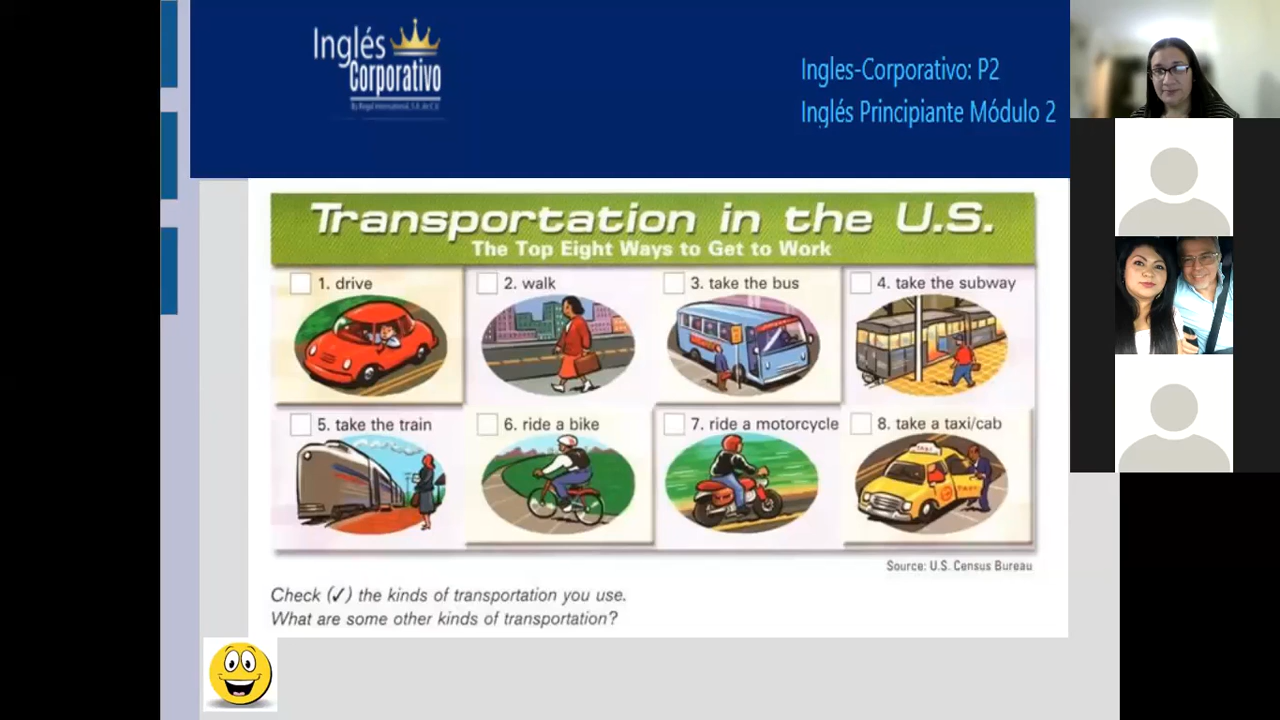 Inglés
Corporativo
Ingles-Corporativo: P2
Inglés Principiante Módulo 2
Transportation in the U.S.
The Top Eight Ways to Get to Work
1. drive
2. walk
3. take the bus
4. take the subway
5. take the train
6. ride a bike
7. ride a motorcycle
8. take a taxi/cab
TAXI
Source: U.S. Census Bureau
Check (✓) the kinds of transportation you use.
What are some other kinds of transportation?